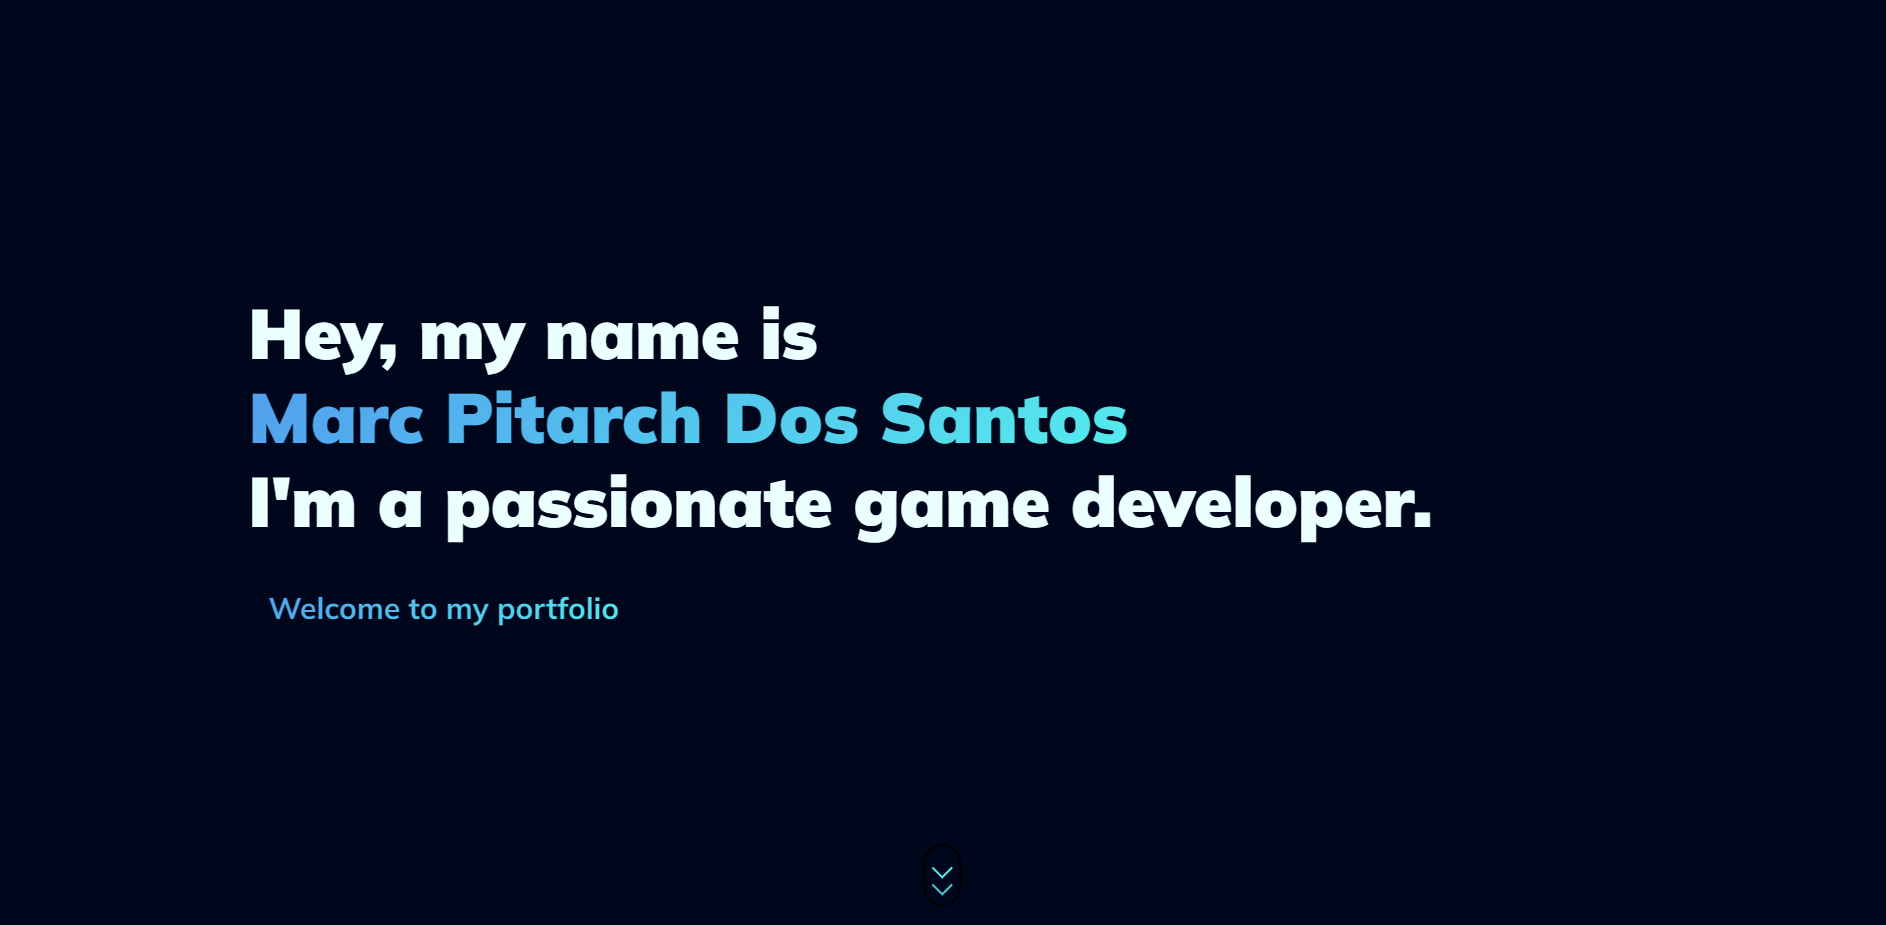 Hey, my name is
Marc Pitarch Dos Santos
I'm a passionate game developer.
Welcome to my portfolio